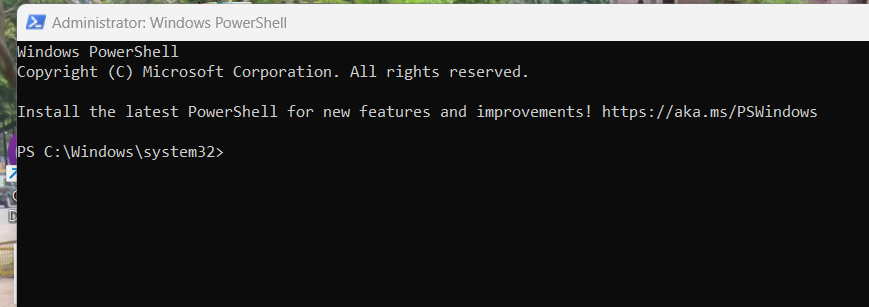 Administrator: Windows PowerShell
Windows PowerShell
Copyright (C) Microsoft Corporation. All rights reserved.
Install the latest PowerShell for new features and improvements! https://aka.ms/PSWindows
PS C:\Windows\system32>